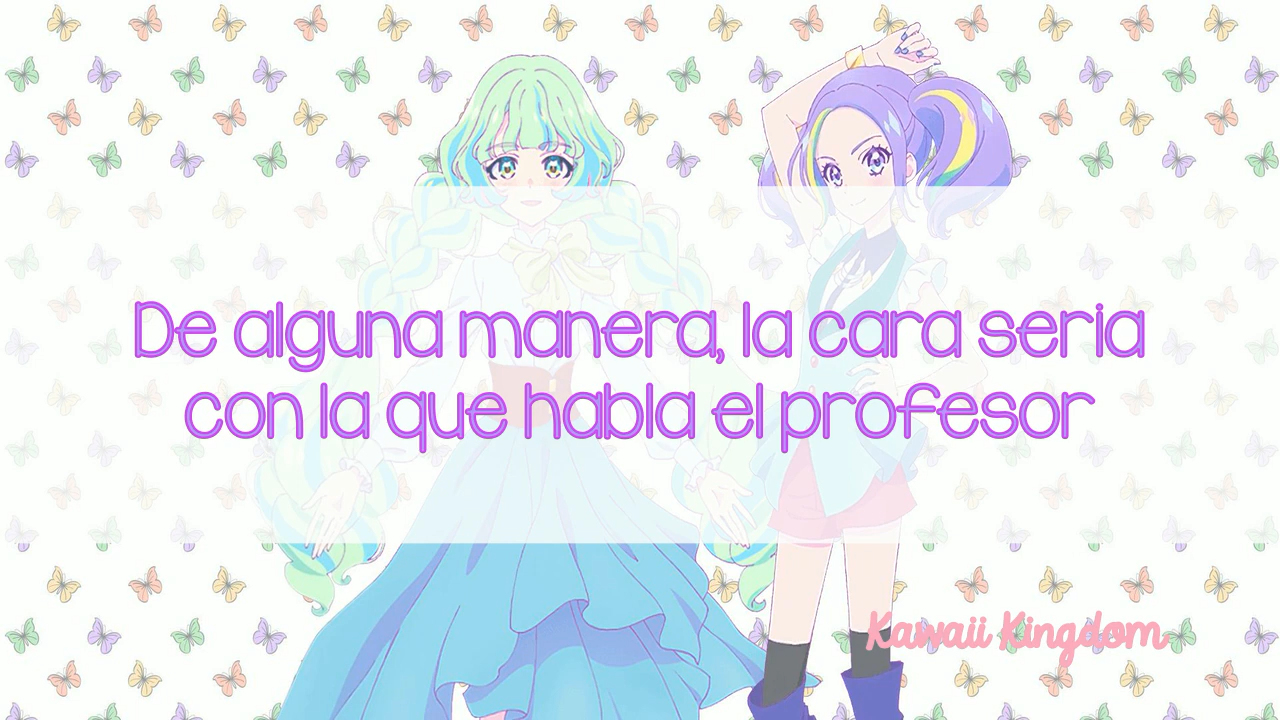 De alguna manera, la cara seria
con la que habla el profesor
Kawaii Kingdom